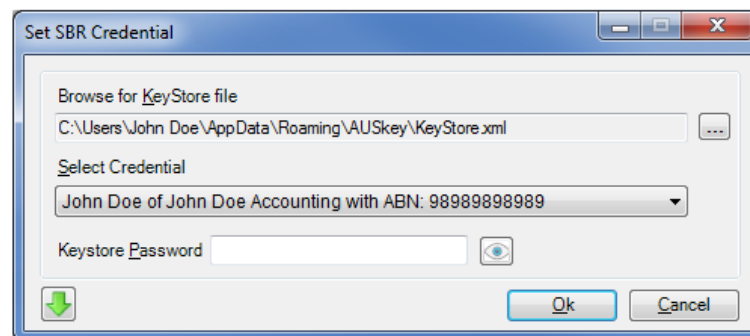 Set SBR Credential
Browse for KeyStore file
C:\Users\John Doe\AppData\Roaming\AUSkey\KeyStore.xml
...
Select Credential
John Doe of John Doe Accounting with ABN: 98989898989
Keystore Password
Ok
Cancel